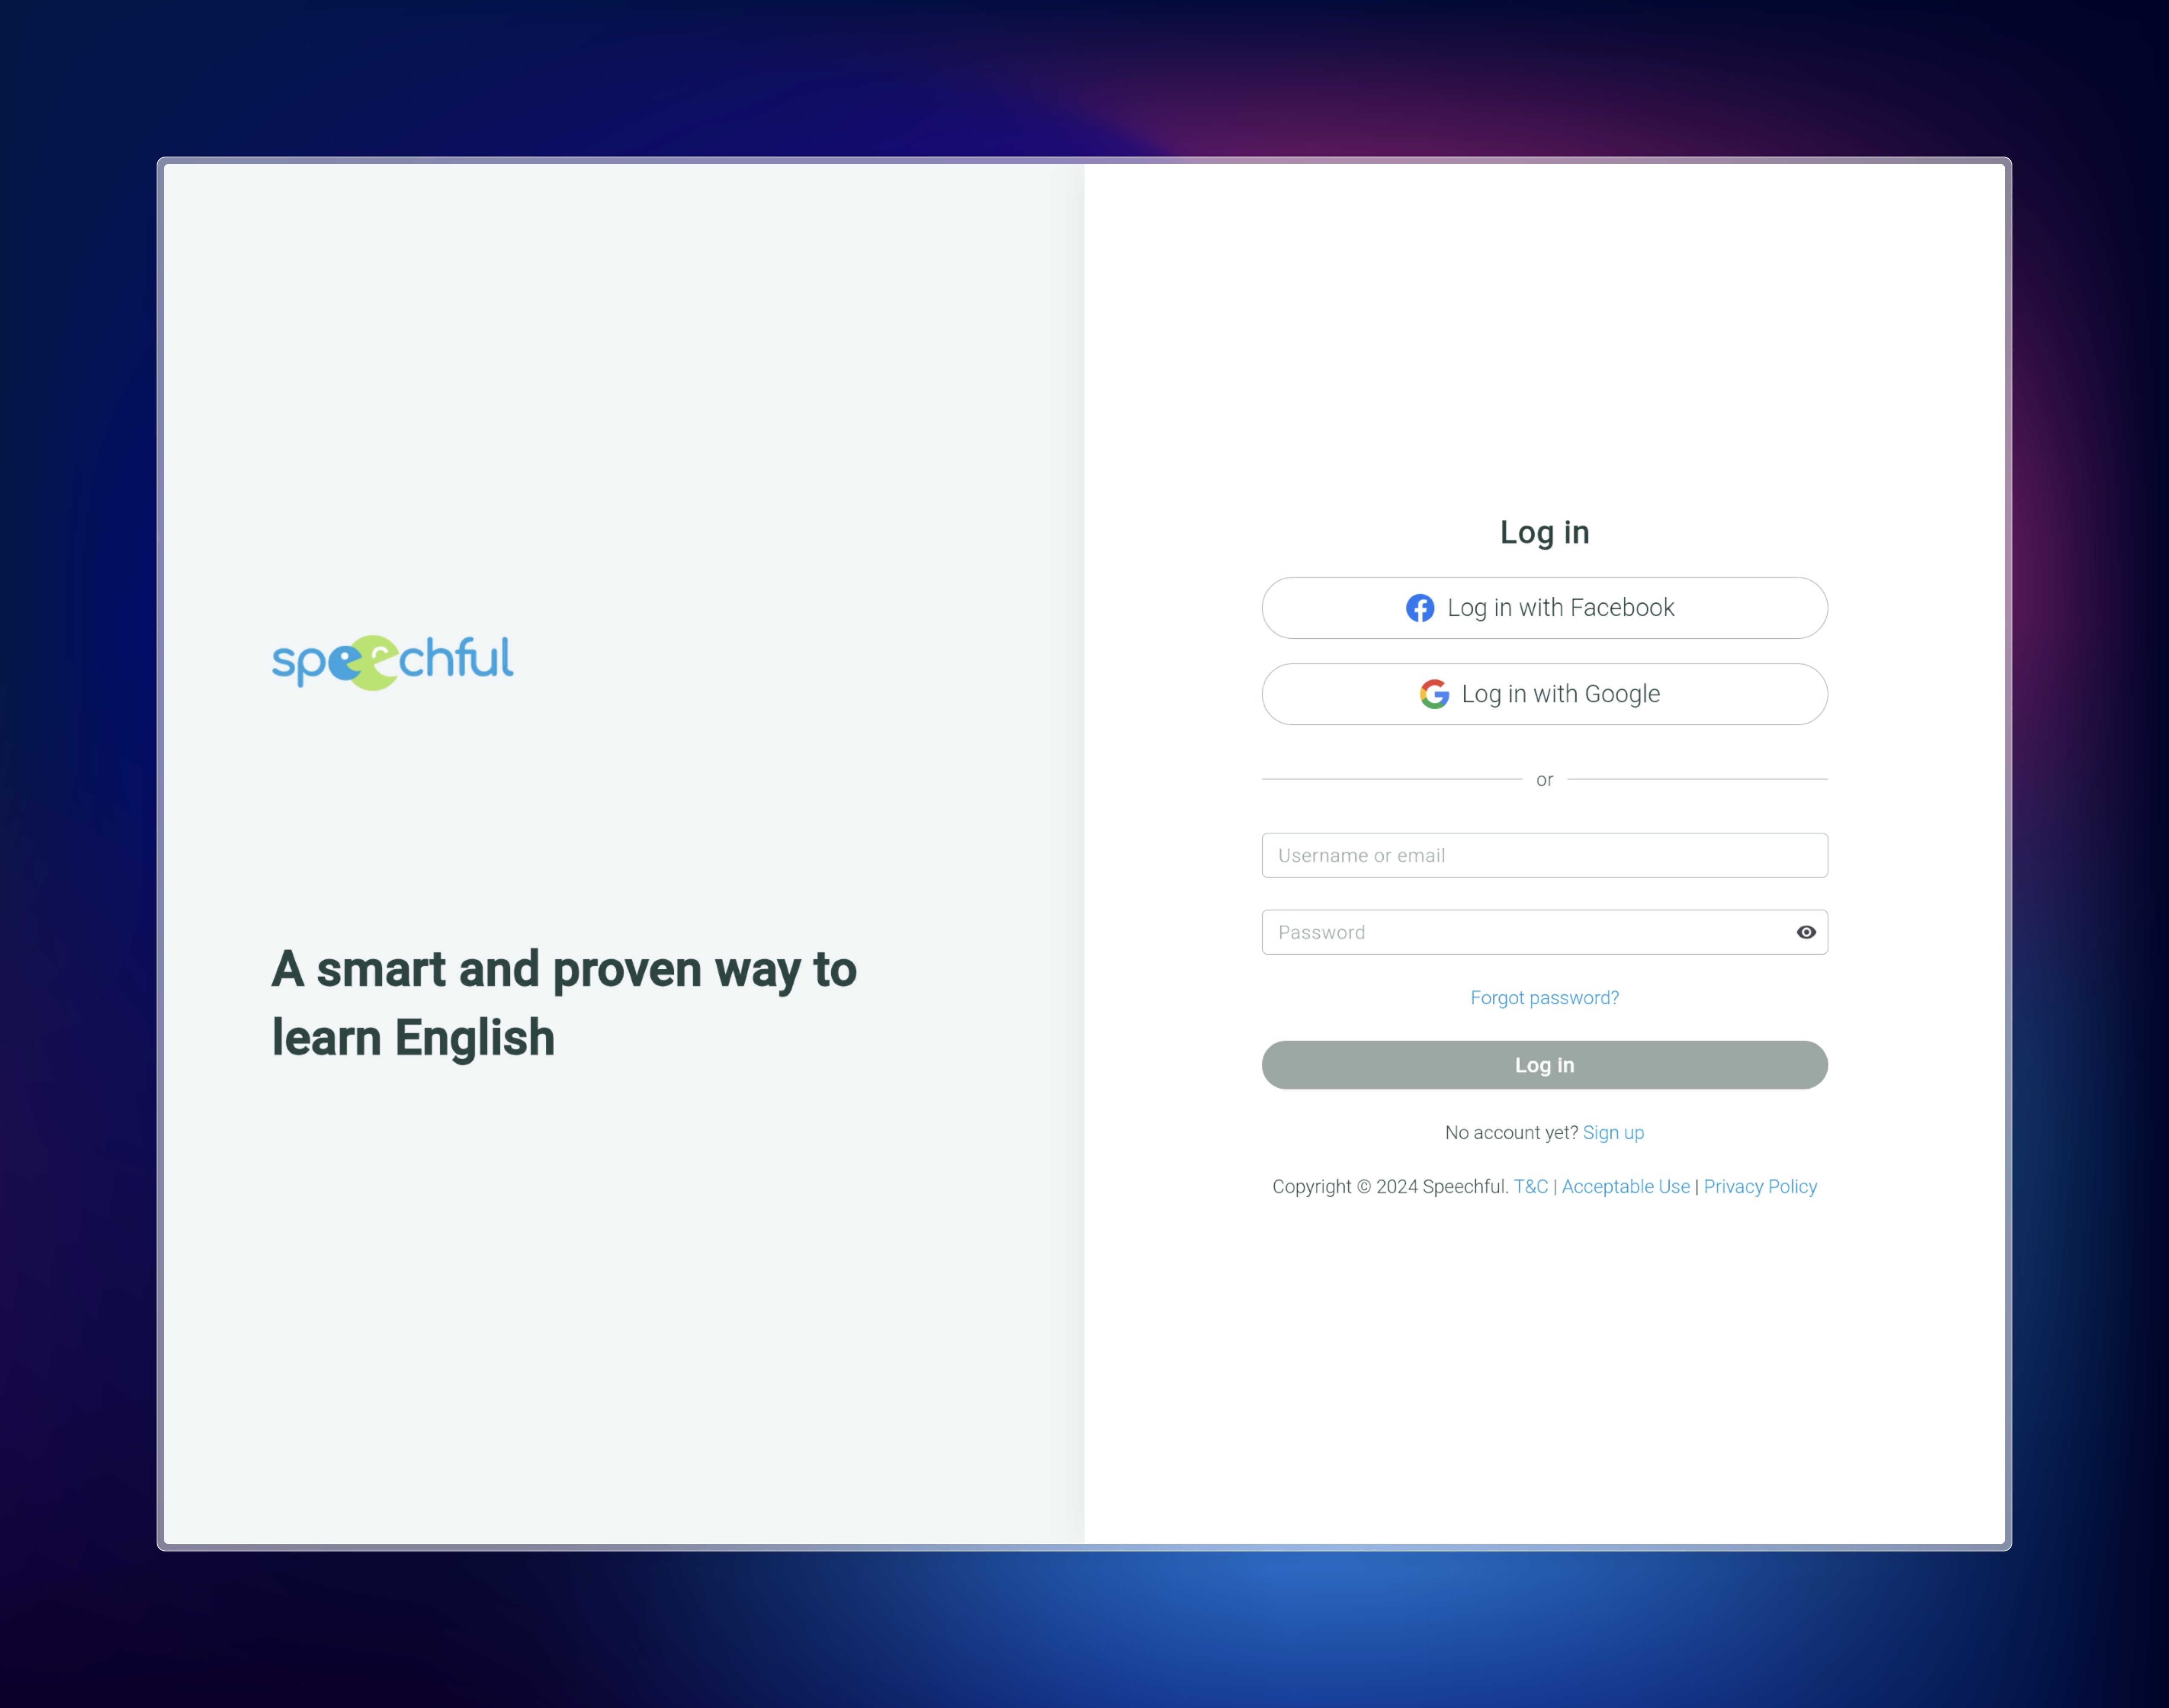 speechful
A smart and proven way to
learn English
Log in
Log in with Facebook
Log in with Google
or
Username or email
Password
Forgot password?
Log in
No account yet? Sign up
Copyright © 2024 Speechful. T&C | Acceptable Use | Privacy Policy